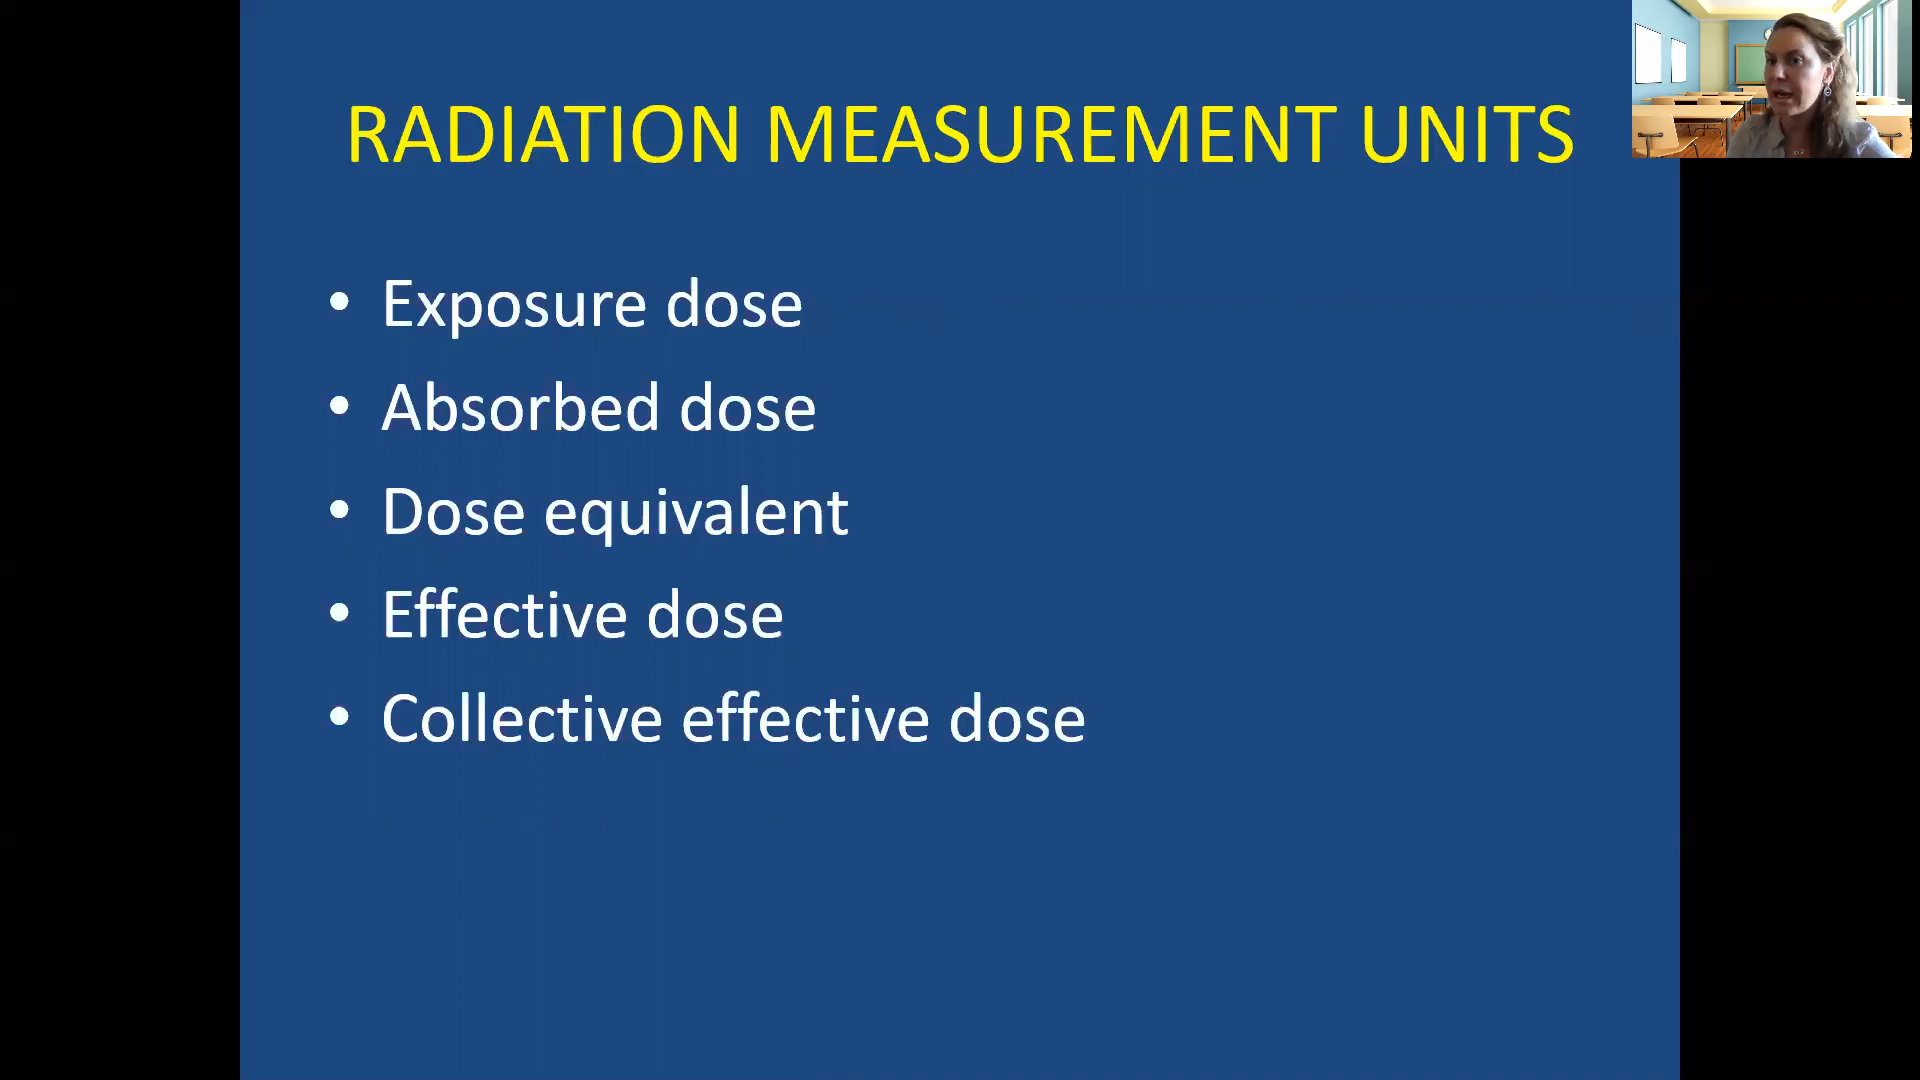 RADIATION MEASUREMENT UNITS
• Exposure dose
• Absorbed dose
• Dose equivalent
• Effective dose
• Collective effective dose